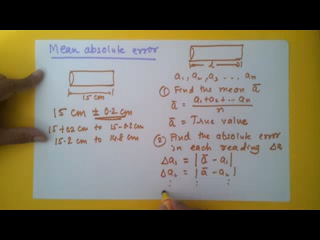 Mean absolute error
15 cm
15 cm ± 0.2 cm
15+0.2 cm to 15-0.2 cm
15.2 cm to 14.8 cm
l
a₁, a₂, a₃ ... aₙ
① Find the mean ā
ā = a₁+a₂+...aₙ
n
ā = True value
② Find the absolute error
in each reading Δa
Δa₁ = |ā - a₁|
Δa₂ = |ā - a₂|
⋮ ⋮ ⋮